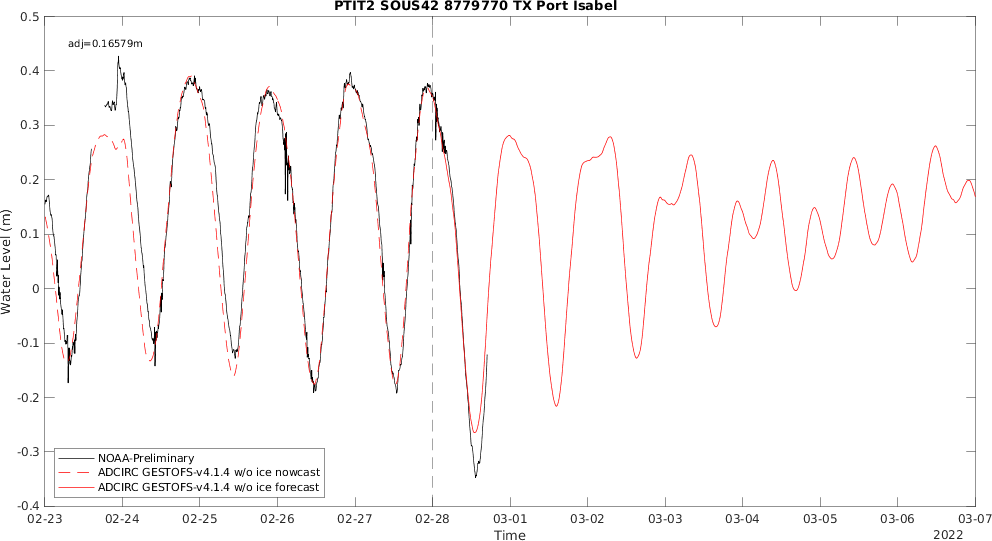 PTIT2 SOUS42 8779770 TX Port Isabel
adj=0.16579m
0.5
0.4
0.3
0.2
0.1
0
-0.1
-0.2
-0.3
-0.4
Water Level (m)
NOAA-Preliminary
ADCIRC GESTOFS-v4.1.4 w/o ice nowcast
ADCIRC GESTOFS-v4.1.4 w/o ice forecast
02-23 02-24 02-25 02-26 02-27 02-28 03-01 03-02 03-03 03-04 03-05 03-06 03-07
Time
2022